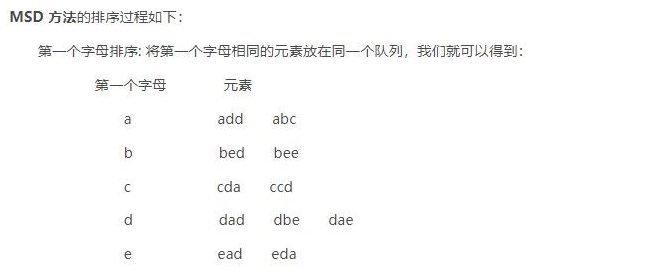 MSD 方法的排序过程如下：
第一个字母排序: 将第一个字母相同的元素放在同一个队列，我们就可以得到：
第一个字母 元素
a add abc
b bed bee
c cda ccd
d dad dbe dae
e ead eda